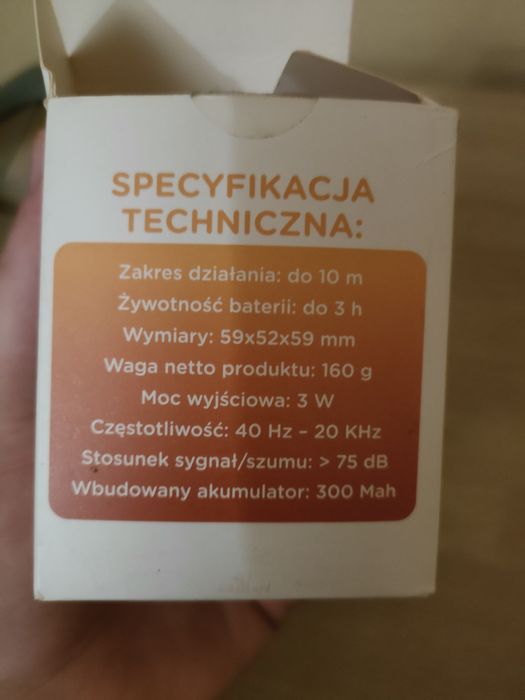 SPECYFIKACJA
TECHNICZNA:
Zakres działania: do 10 m
Żywotność baterii: do 3 h
Wymiary: 59x52x59 mm
Waga netto produktu: 160 g
Moc wyjściowa: 3 W
Częstotliwość: 40 Hz – 20 KHz
Stosunek sygnał/szumu: > 75 dB
Wbudowany akumulator: 300 Mah